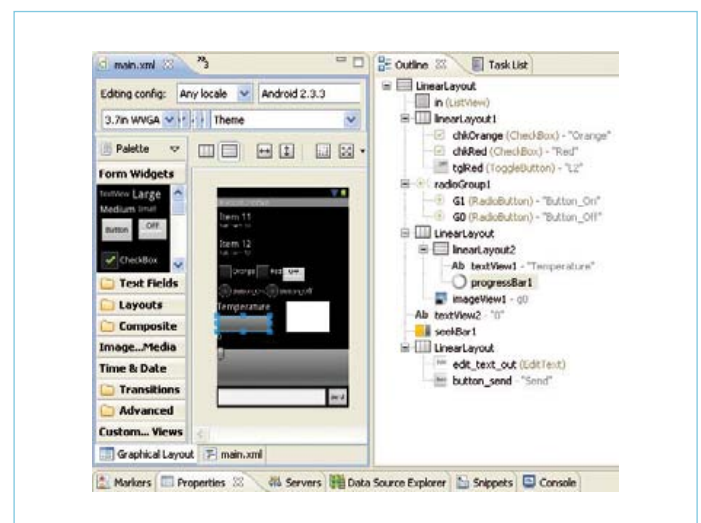 main.xml
Editing config: Any locale Android 2.3.3
3.7in WVGA Theme
Palette
Form Widgets
TextView Large
Medium Small
Button OFF
CheckBox
Text Fields
Layouts
Composite
Image...Media
Time & Date
Transitions
Advanced
Custom... Views
Graphical Layout main.xml
Item 11
Item 12
Orange Red OFF
Temperature
0
Outline Task List
LinearLayout
in (ListView)
linearLayout1
chkOrange (CheckBox) - "Orange"
chkRed (CheckBox) - "Red"
tglRed (ToggleButton) - "L2"
radioGroup1
G1 (RadioButton) - "Button_On"
G0 (RadioButton) - "Button_Off"
LinearLayout
linearLayout2
Ab textView1 - "Temperature"
progressBar1
imageView1 - g0
Ab textView2 - "0"
seekBar1
LinearLayout
edit_text_out (EditText)
button_send - "Send"
Markers Properties Servers Data Source Explorer Snippets Console